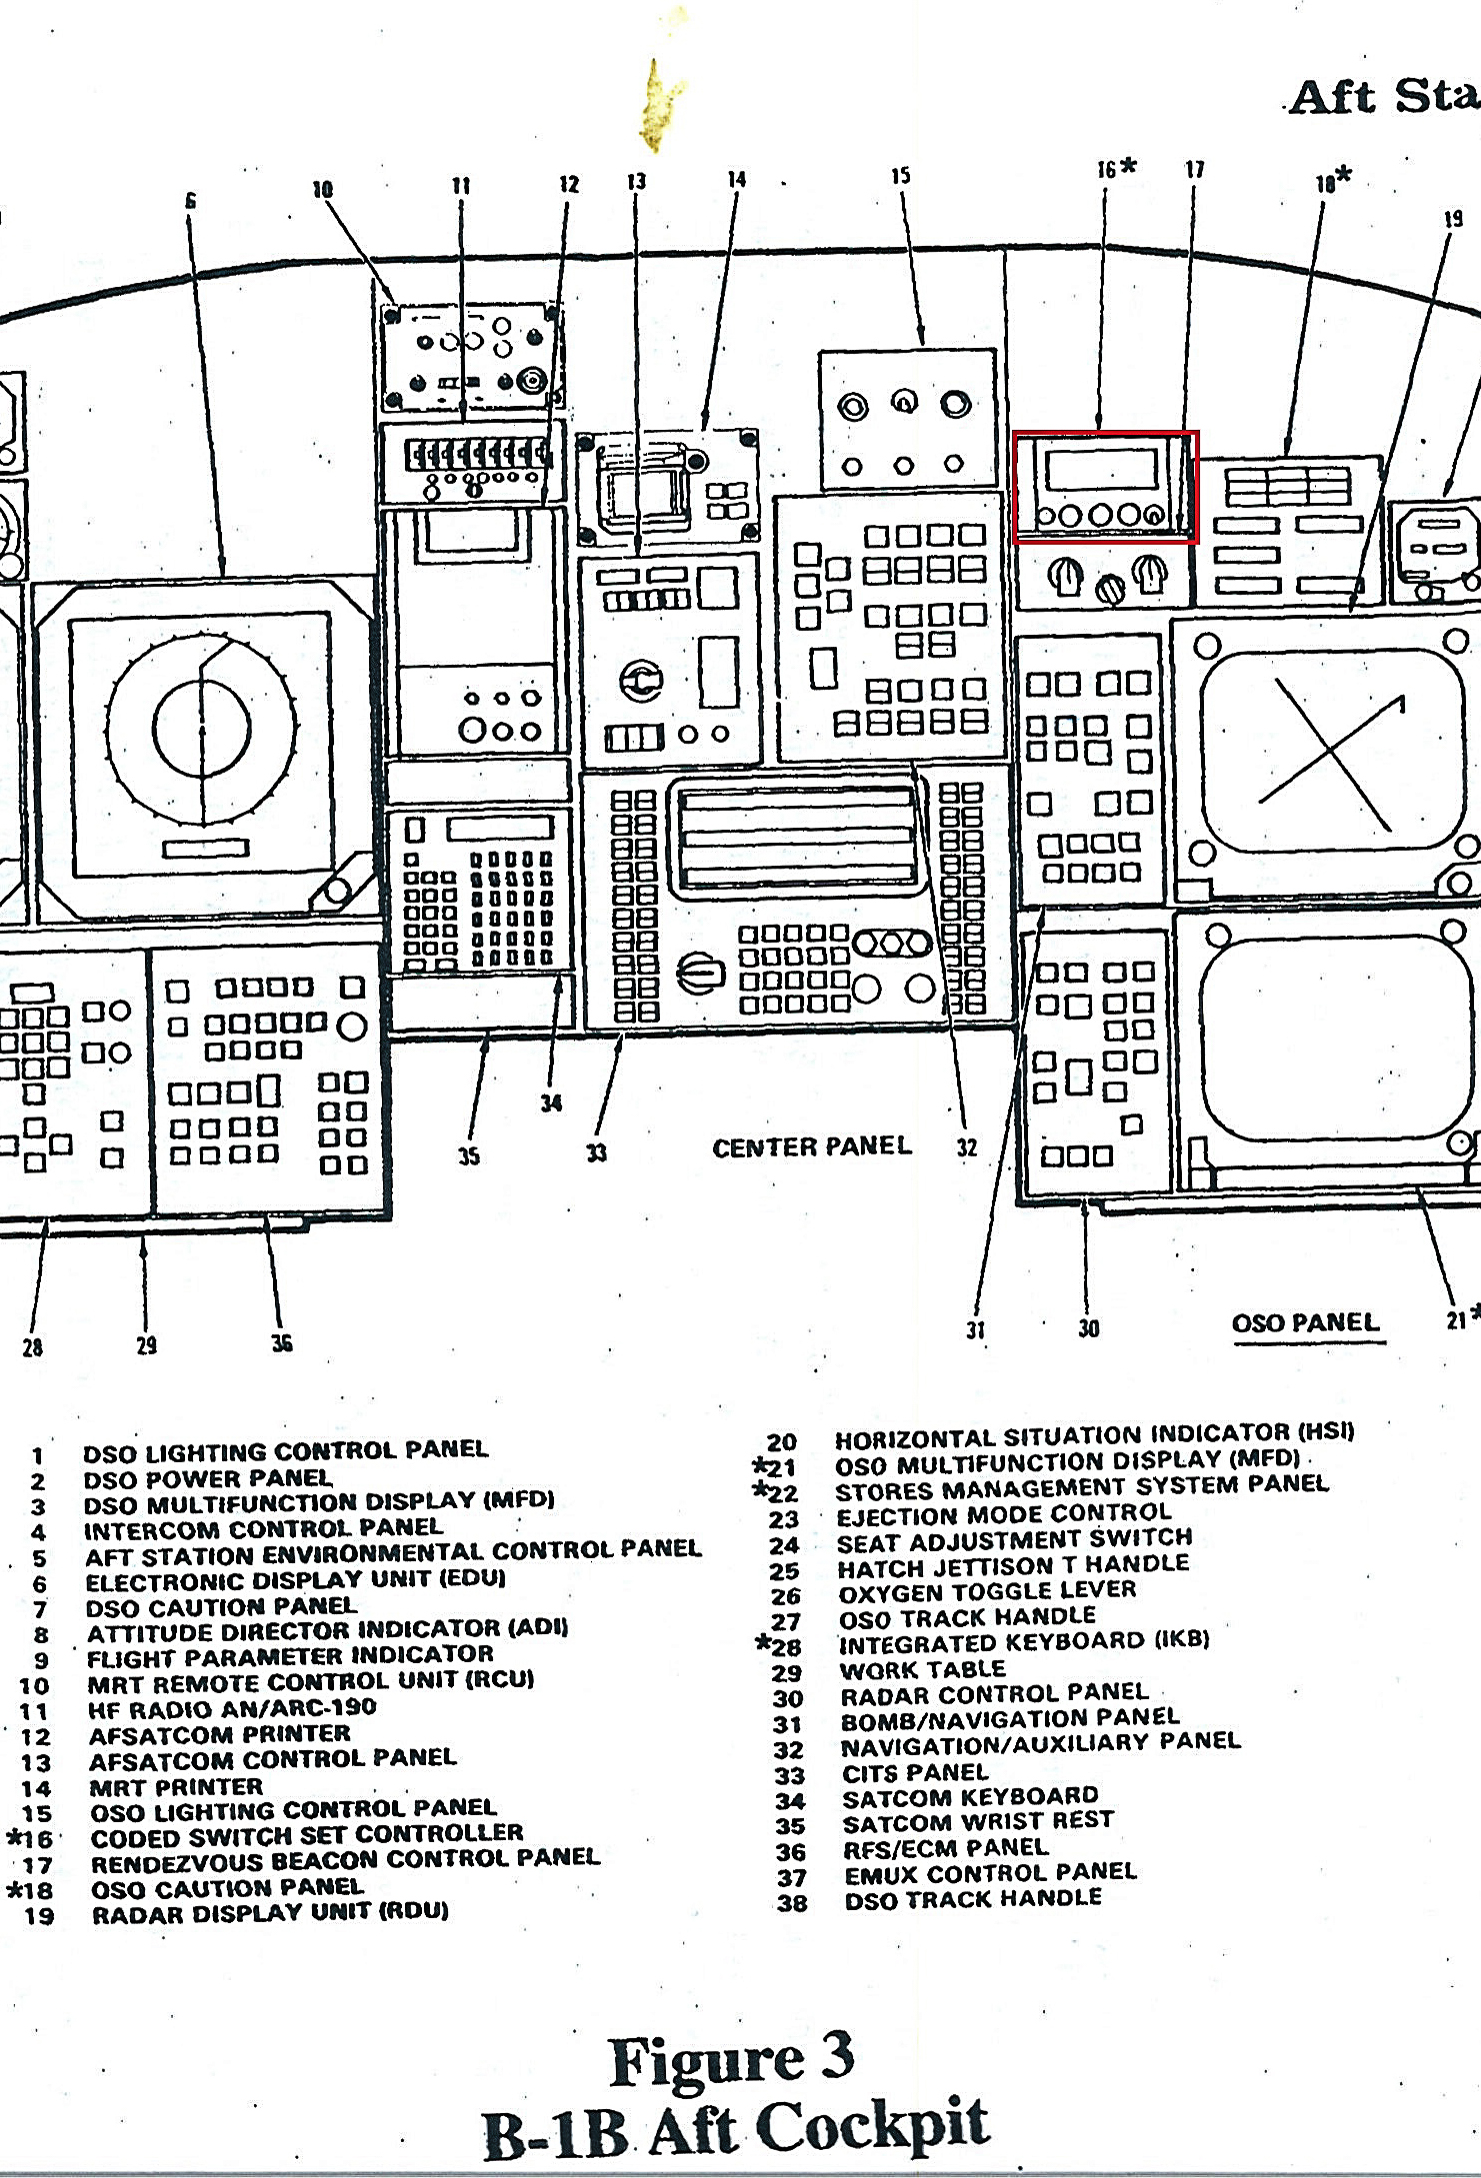 Aft Sta
6 10 11 12 13 14 15 16* 17 18* 19
34
35 33 CENTER PANEL 32
28 29 36 31 30 OSO PANEL 21*
1 DSO LIGHTING CONTROL PANEL
2 DSO POWER PANEL
3 DSO MULTIFUNCTION DISPLAY (MFD)
4 INTERCOM CONTROL PANEL
5 AFT STATION ENVIRONMENTAL CONTROL PANEL
6 ELECTRONIC DISPLAY UNIT (EDU)
7 DSO CAUTION PANEL
8 ATTITUDE DIRECTOR INDICATOR (ADI)
9 FLIGHT PARAMETER INDICATOR
10 MRT REMOTE CONTROL UNIT (RCU)
11 HF RADIO AN/ARC-190
12 AFSATCOM PRINTER
13 AFSATCOM CONTROL PANEL
14 MRT PRINTER
15 OSO LIGHTING CONTROL PANEL
*16 CODED SWITCH SET CONTROLLER
17 RENDEZVOUS BEACON CONTROL PANEL
*18 OSO CAUTION PANEL
19 RADAR DISPLAY UNIT (RDU)
20 HORIZONTAL SITUATION INDICATOR (HSI)
*21 OSO MULTIFUNCTION DISPLAY (MFD)
*22 STORES MANAGEMENT SYSTEM PANEL
23 EJECTION MODE CONTROL
24 SEAT ADJUSTMENT SWITCH
25 HATCH JETTISON T HANDLE
26 OXYGEN TOGGLE LEVER
27 OSO TRACK HANDLE
*28 INTEGRATED KEYBOARD (IKB)
29 WORK TABLE
30 RADAR CONTROL PANEL
31 BOMB/NAVIGATION PANEL
32 NAVIGATION/AUXILIARY PANEL
33 CITS PANEL
34 SATCOM KEYBOARD
35 SATCOM WRIST REST
36 RFS/ECM PANEL
37 EMUX CONTROL PANEL
38 DSO TRACK HANDLE
Figure 3
B-1B Aft Cockpit